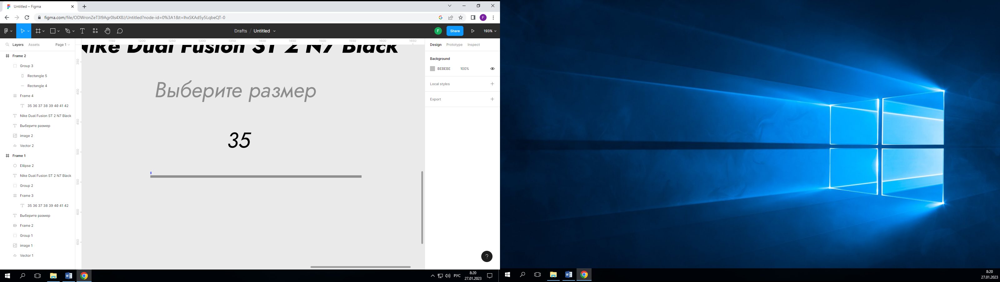 Untitled – Figma
figma.com/file/ODWronZeT3I9Agr0Is4X8J/Untitled?node-id=0%3A1&t=IhxSKAd5y5LqbeQT-0
F
Drafts / Untitled
F
Share
193%
Layers
Assets
Page 1
1150 1200 1250 1300 1350 1400 1450 1500 1550 1600 1650
350
400
450
500
550
600
650
Frame 2
Group 3
Rectangle 5
Rectangle 4
Frame 4
35 36 37 38 39 40 41 42
Nike Dual Fusion ST 2 N7 Black
Выберите размер
image 2
Vector 2
Frame 1
Ellipse 2
Nike Dual Fusion ST 2 N7 Black
Group 2
Frame 3
35 36 37 38 39 40 41 42
Выберите размер
Frame 2
Group 1
image 1
Vector 1
Nike Dual Fusion ST 2 N7 Black
Выберите размер
35
Design
Prototype
Inspect
Background
BEBEBE
100%
Local styles
Export
?
W
РУС
8:20
27.01.2023
W
8:20
27.01.2023